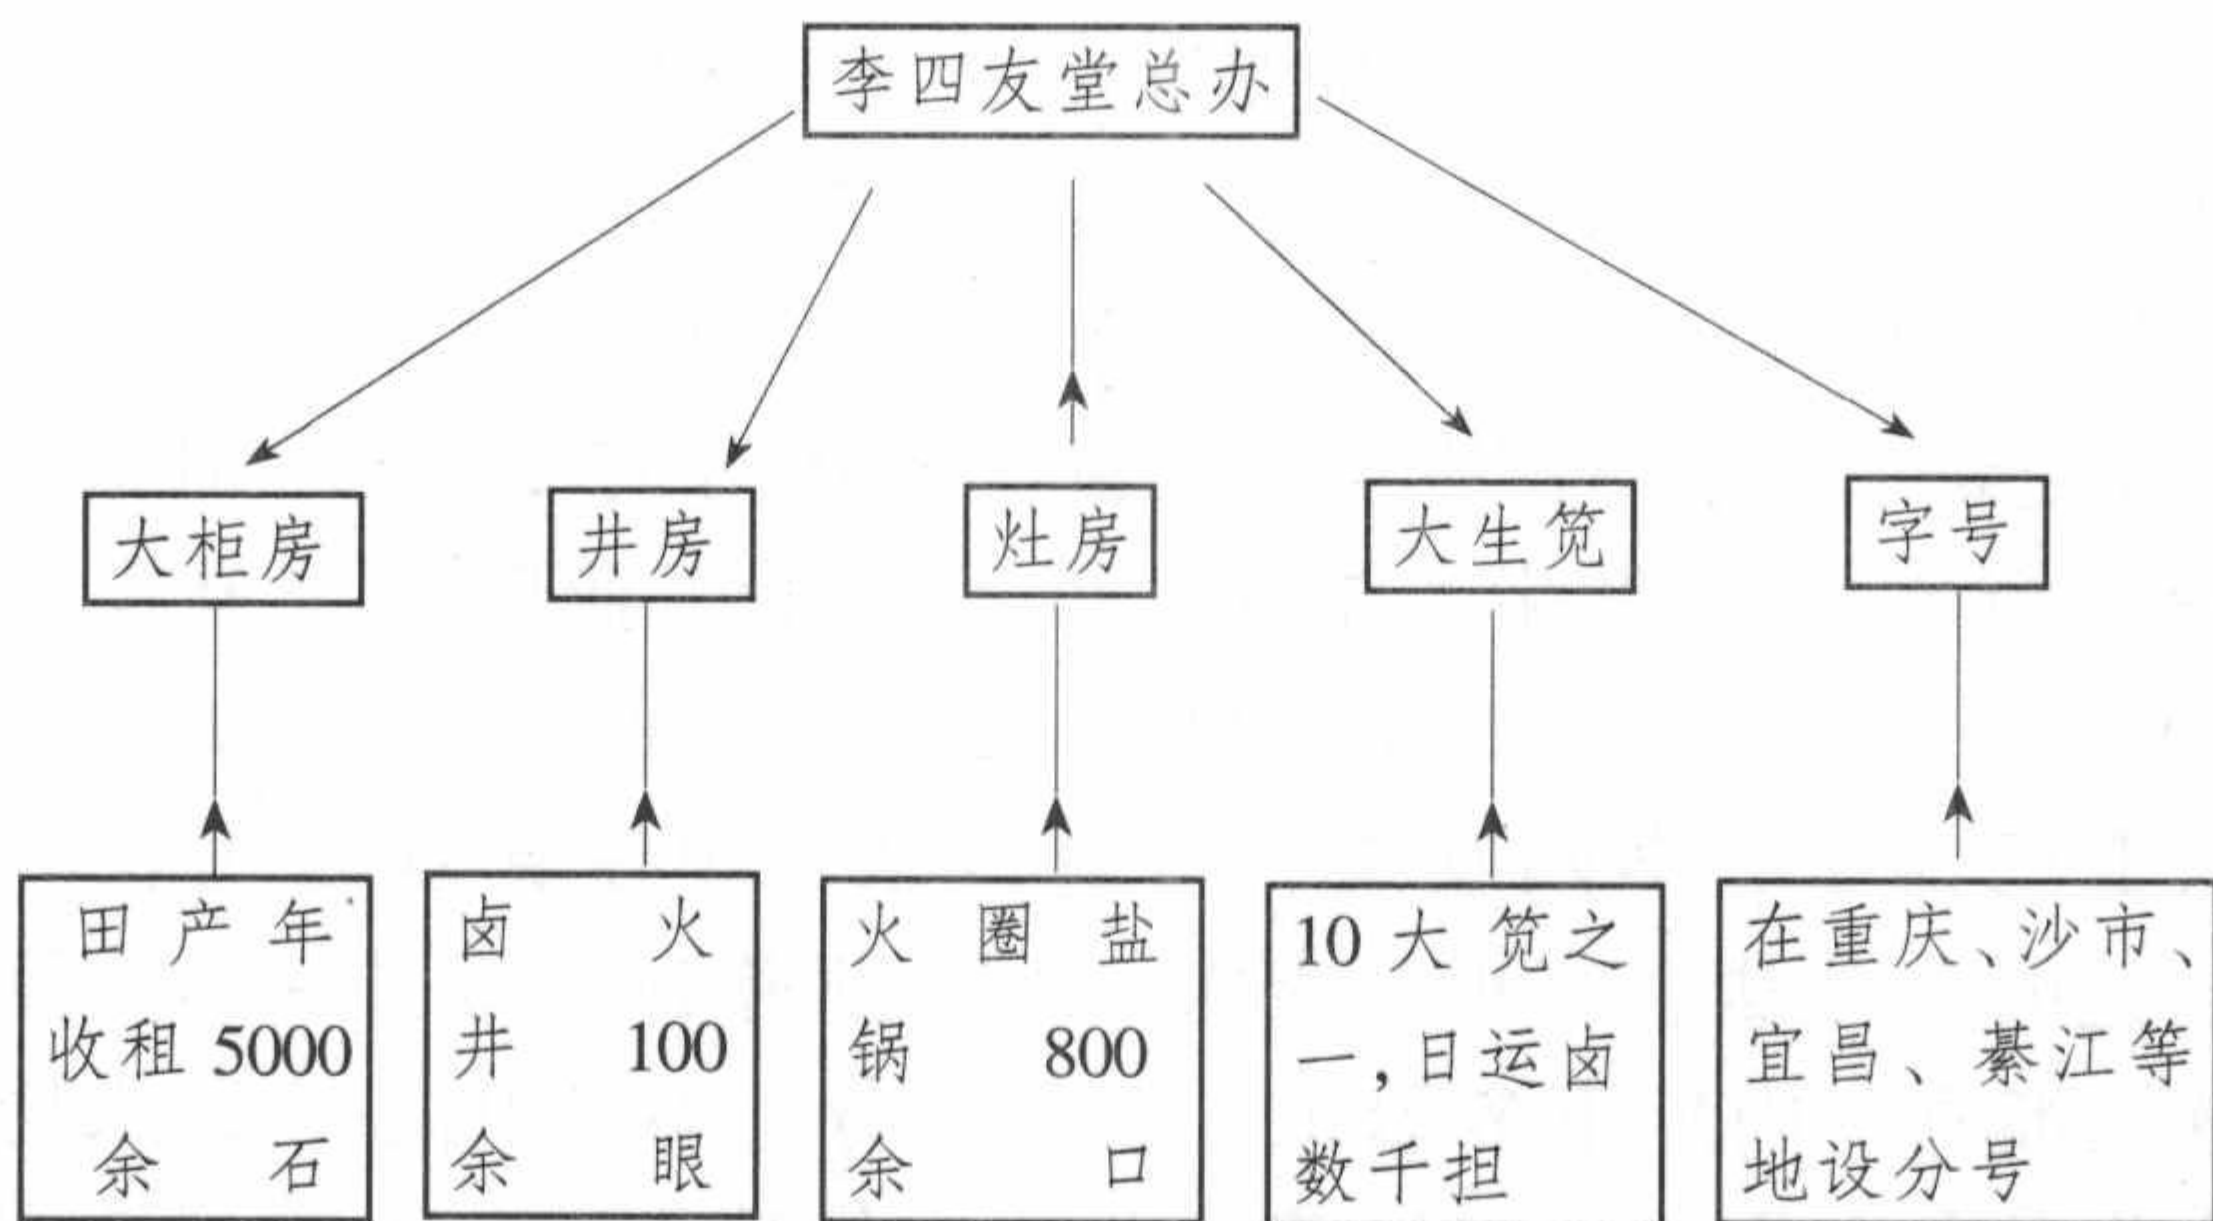 李四友堂总办
大柜房
井房
灶房
大生笕
字号
田产年
收租5000
余石
卤火
井100
余眼
火圈盐
锅800
余口
10大笕之
一,日运卤
数千担
在重庆、沙市、
宜昌、綦江等
地设分号